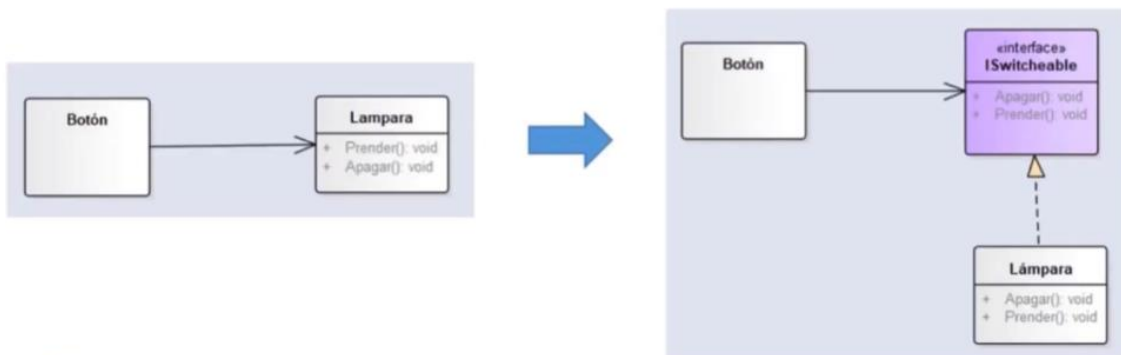 Botón
Lampara
+ Prender(): void
+ Apagar(): void
Botón
«interface»
ISwitcheable
+ Apagar(): void
+ Prender(): void
Lámpara
+ Apagar(): void
+ Prender(): void